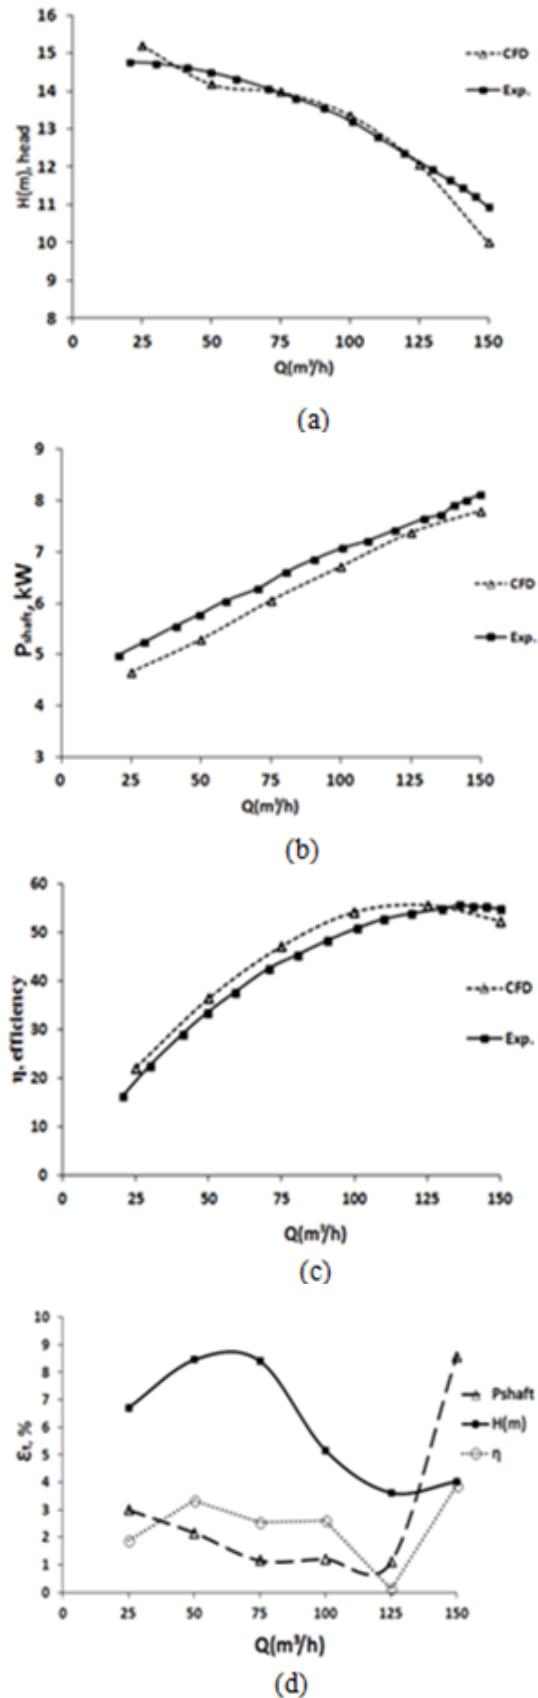 16
15
14
13
12
11
10
9
8
H(m), head
CFD
Exp.
0 25 50 75 100 125 150
Q(m³/h)
(a)
9
8
7
6
5
4
3
Pshaft, kW
CFD
Exp.
0 25 50 75 100 125 150
Q(m³/h)
(b)
60
50
40
30
20
10
0
η, efficiency
CFD
Exp.
0 25 50 75 100 125 150
Q(m³/h)
(c)
10
9
8
7
6
5
4
3
2
1
0
Ɛt, %
Pshaft
H(m)
η
0 25 50 75 100 125 150
Q(m³/h)
(d)